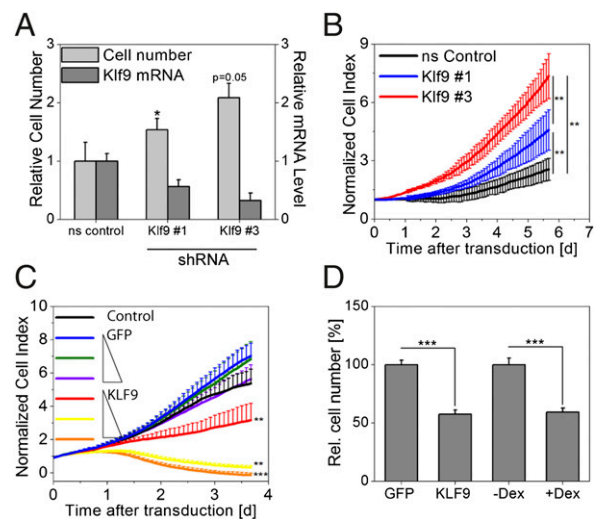 A
Relative Cell Number
3
2
1
0
Cell number
Klf9 mRNA
p=0.05
*
3
2
1
0
Relative mRNA Level
ns control
Klf9 #1
Klf9 #3
shRNA
B
Normalized Cell Index
9
6
3
0
ns Control
Klf9 #1
Klf9 #3
**
**
**
0 1 2 3 4 5 6 7
Time after transduction [d]
C
Normalized Cell Index
10
8
6
4
2
0
Control
GFP
KLF9
**
**
***
0 1 2 3 4
Time after transduction [d]
D
Rel. cell number [%]
150
100
50
0
***
***
GFP
KLF9
-Dex
+Dex